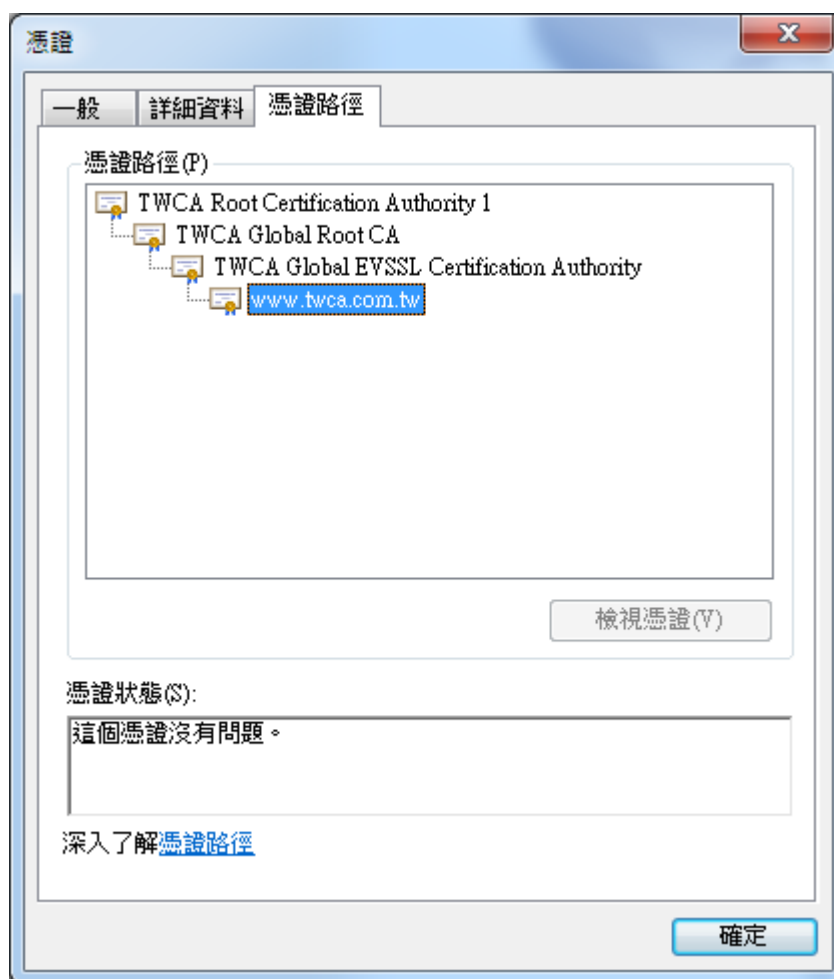 憑證
一般 詳細資料 憑證路徑
憑證路徑(P)
TWCA Root Certification Authority 1
TWCA Global Root CA
TWCA Global EVSSL Certification Authority
www.twca.com.tw
檢視憑證(V)
憑證狀態(S):
這個憑證沒有問題。
深入了解憑證路徑
確定